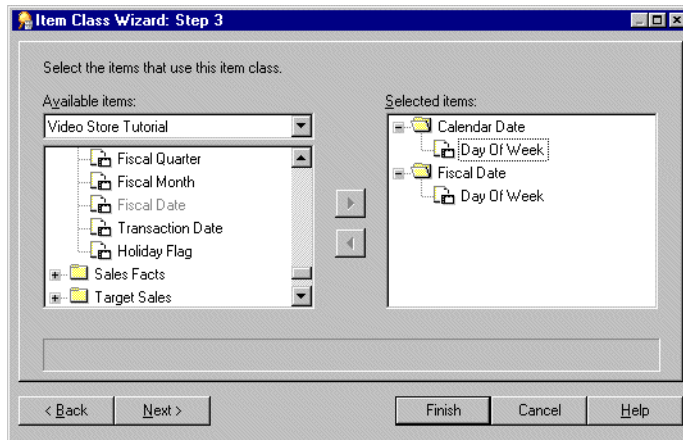 Item Class Wizard: Step 3
Select the items that use this item class.
Available items:
Video Store Tutorial
Fiscal Quarter
Fiscal Month
Fiscal Date
Transaction Date
Holiday Flag
Sales Facts
Target Sales
Selected items:
Calendar Date
Day Of Week
Fiscal Date
Day Of Week
< Back
Next >
Finish
Cancel
Help